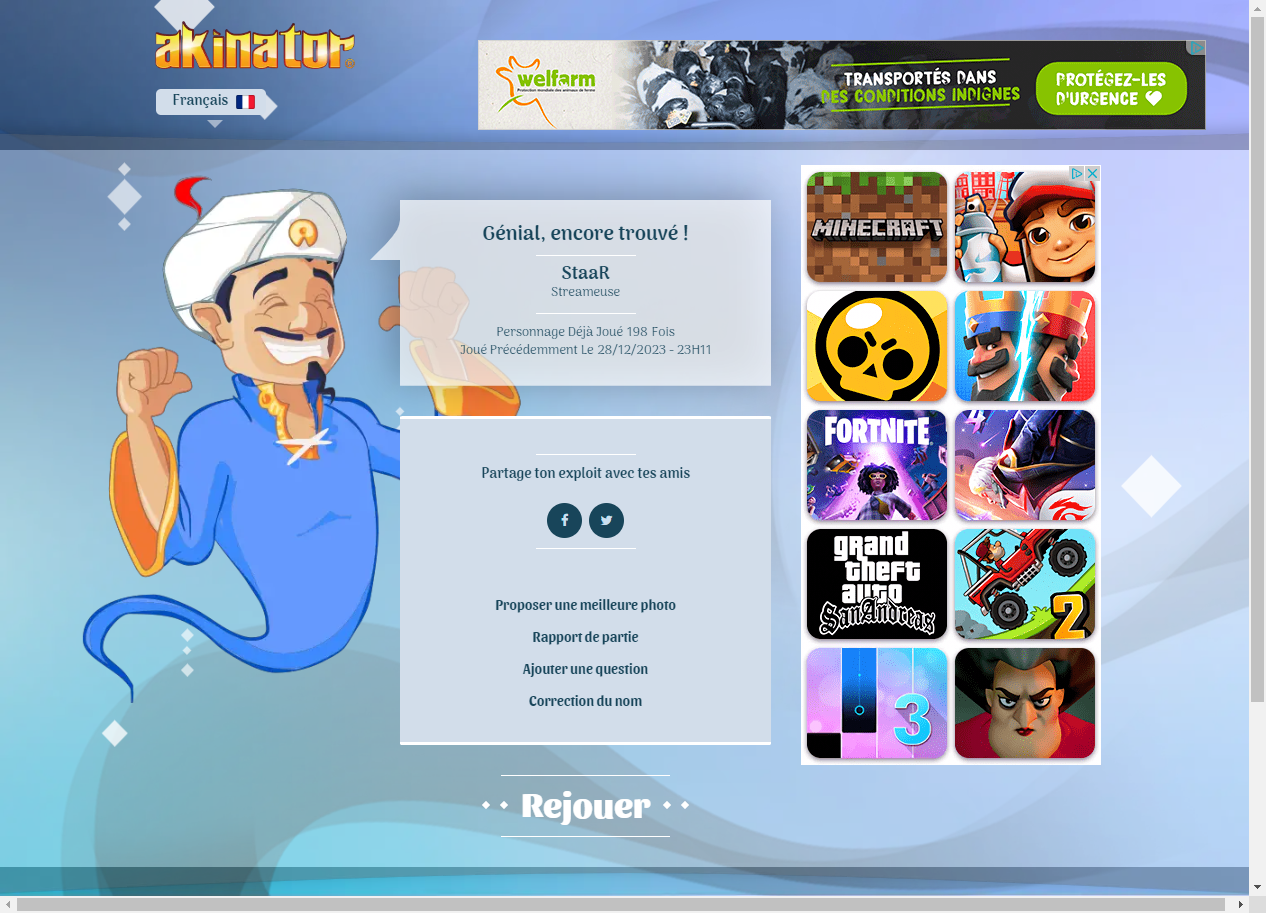 akinator
Français
welfarm
Protection mondiale des animaux de ferme
TRANSPORTÉS DANS
DES CONDITIONS INDIGNES
PROTÉGEZ-LES
D'URGENCE
Génial, encore trouvé !
StaaR
Streameuse
Personnage Déjà Joué 198 Fois
Joué Précédemment Le 28/12/2023 - 23H11
Partage ton exploit avec tes amis
Proposer une meilleure photo
Rapport de partie
Ajouter une question
Correction du nom
Rejouer
MINECRAFT
FORTNITE
4
grand
theft
auto
San Andreas
2
3